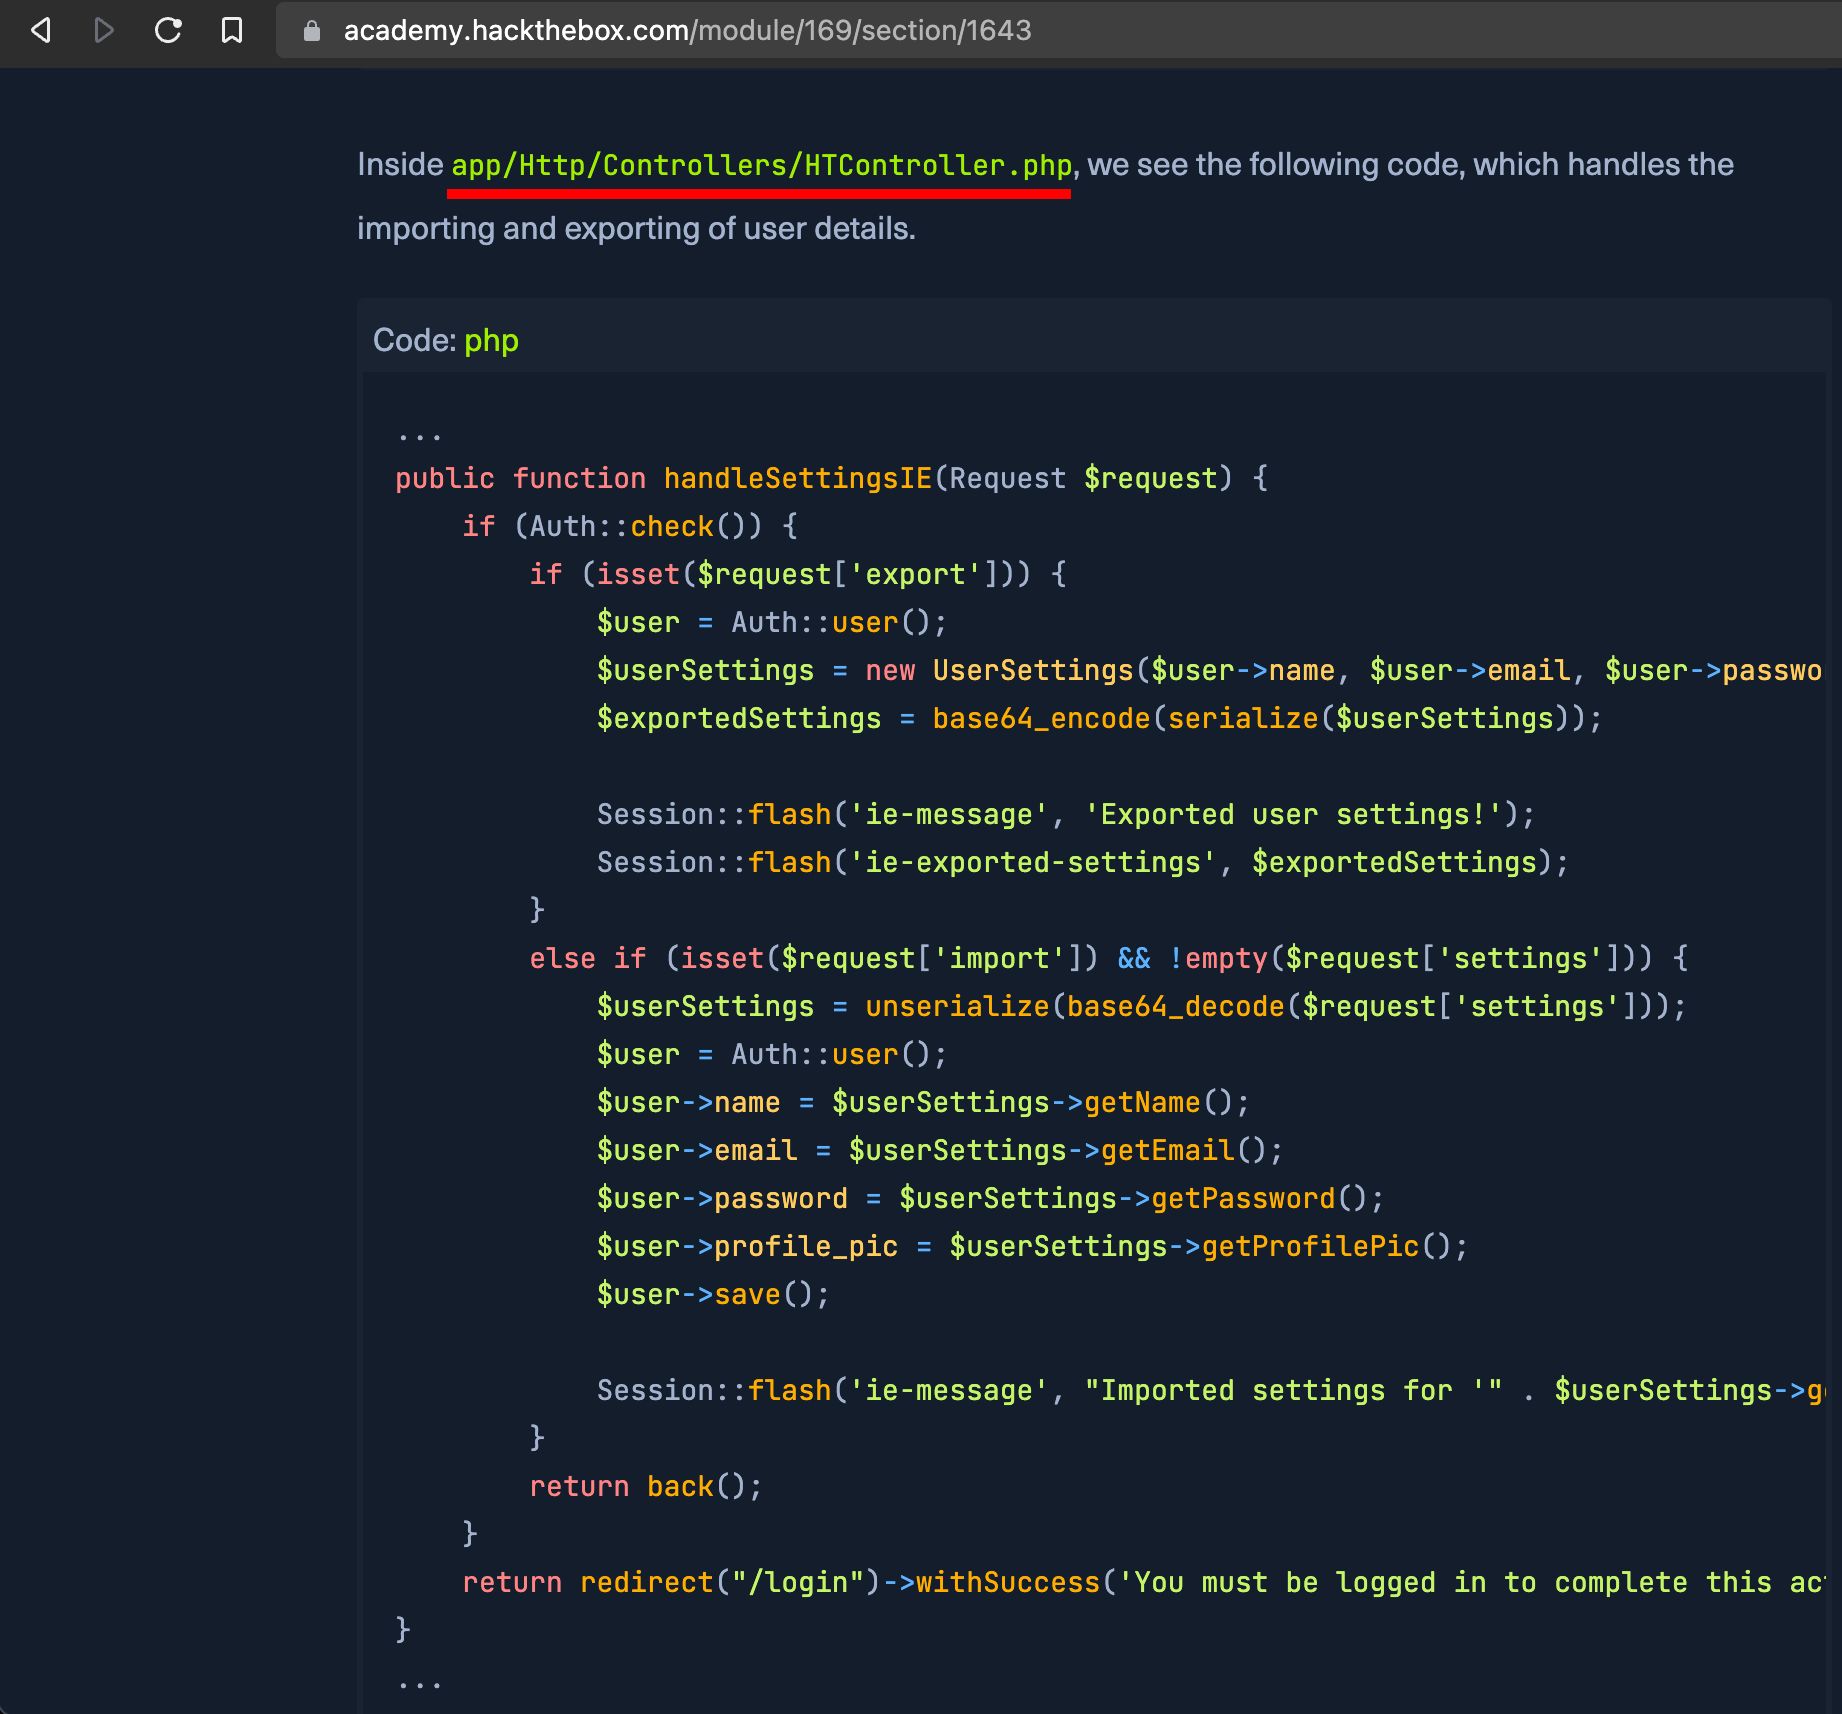 academy.hackthebox.com/module/169/section/1643
Inside app/Http/Controllers/HTController.php, we see the following code, which handles the
importing and exporting of user details.
Code: php
...
public function handleSettingsIE(Request $request) {
    if (Auth::check()) {
        if (isset($request['export'])) {
            $user = Auth::user();
            $userSettings = new UserSettings($user->name, $user->email, $user->passwo
            $exportedSettings = base64_encode(serialize($userSettings));
            Session::flash('ie-message', 'Exported user settings!');
            Session::flash('ie-exported-settings', $exportedSettings);
        }
        else if (isset($request['import']) && !empty($request['settings'])) {
            $userSettings = unserialize(base64_decode($request['settings']));
            $user = Auth::user();
            $user->name = $userSettings->getName();
            $user->email = $userSettings->getEmail();
            $user->password = $userSettings->getPassword();
            $user->profile_pic = $userSettings->getProfilePic();
            $user->save();
            Session::flash('ie-message', "Imported settings for '" . $userSettings->g
        }
        return back();
    }
    return redirect("/login")->withSuccess('You must be logged in to complete this ac
}
...